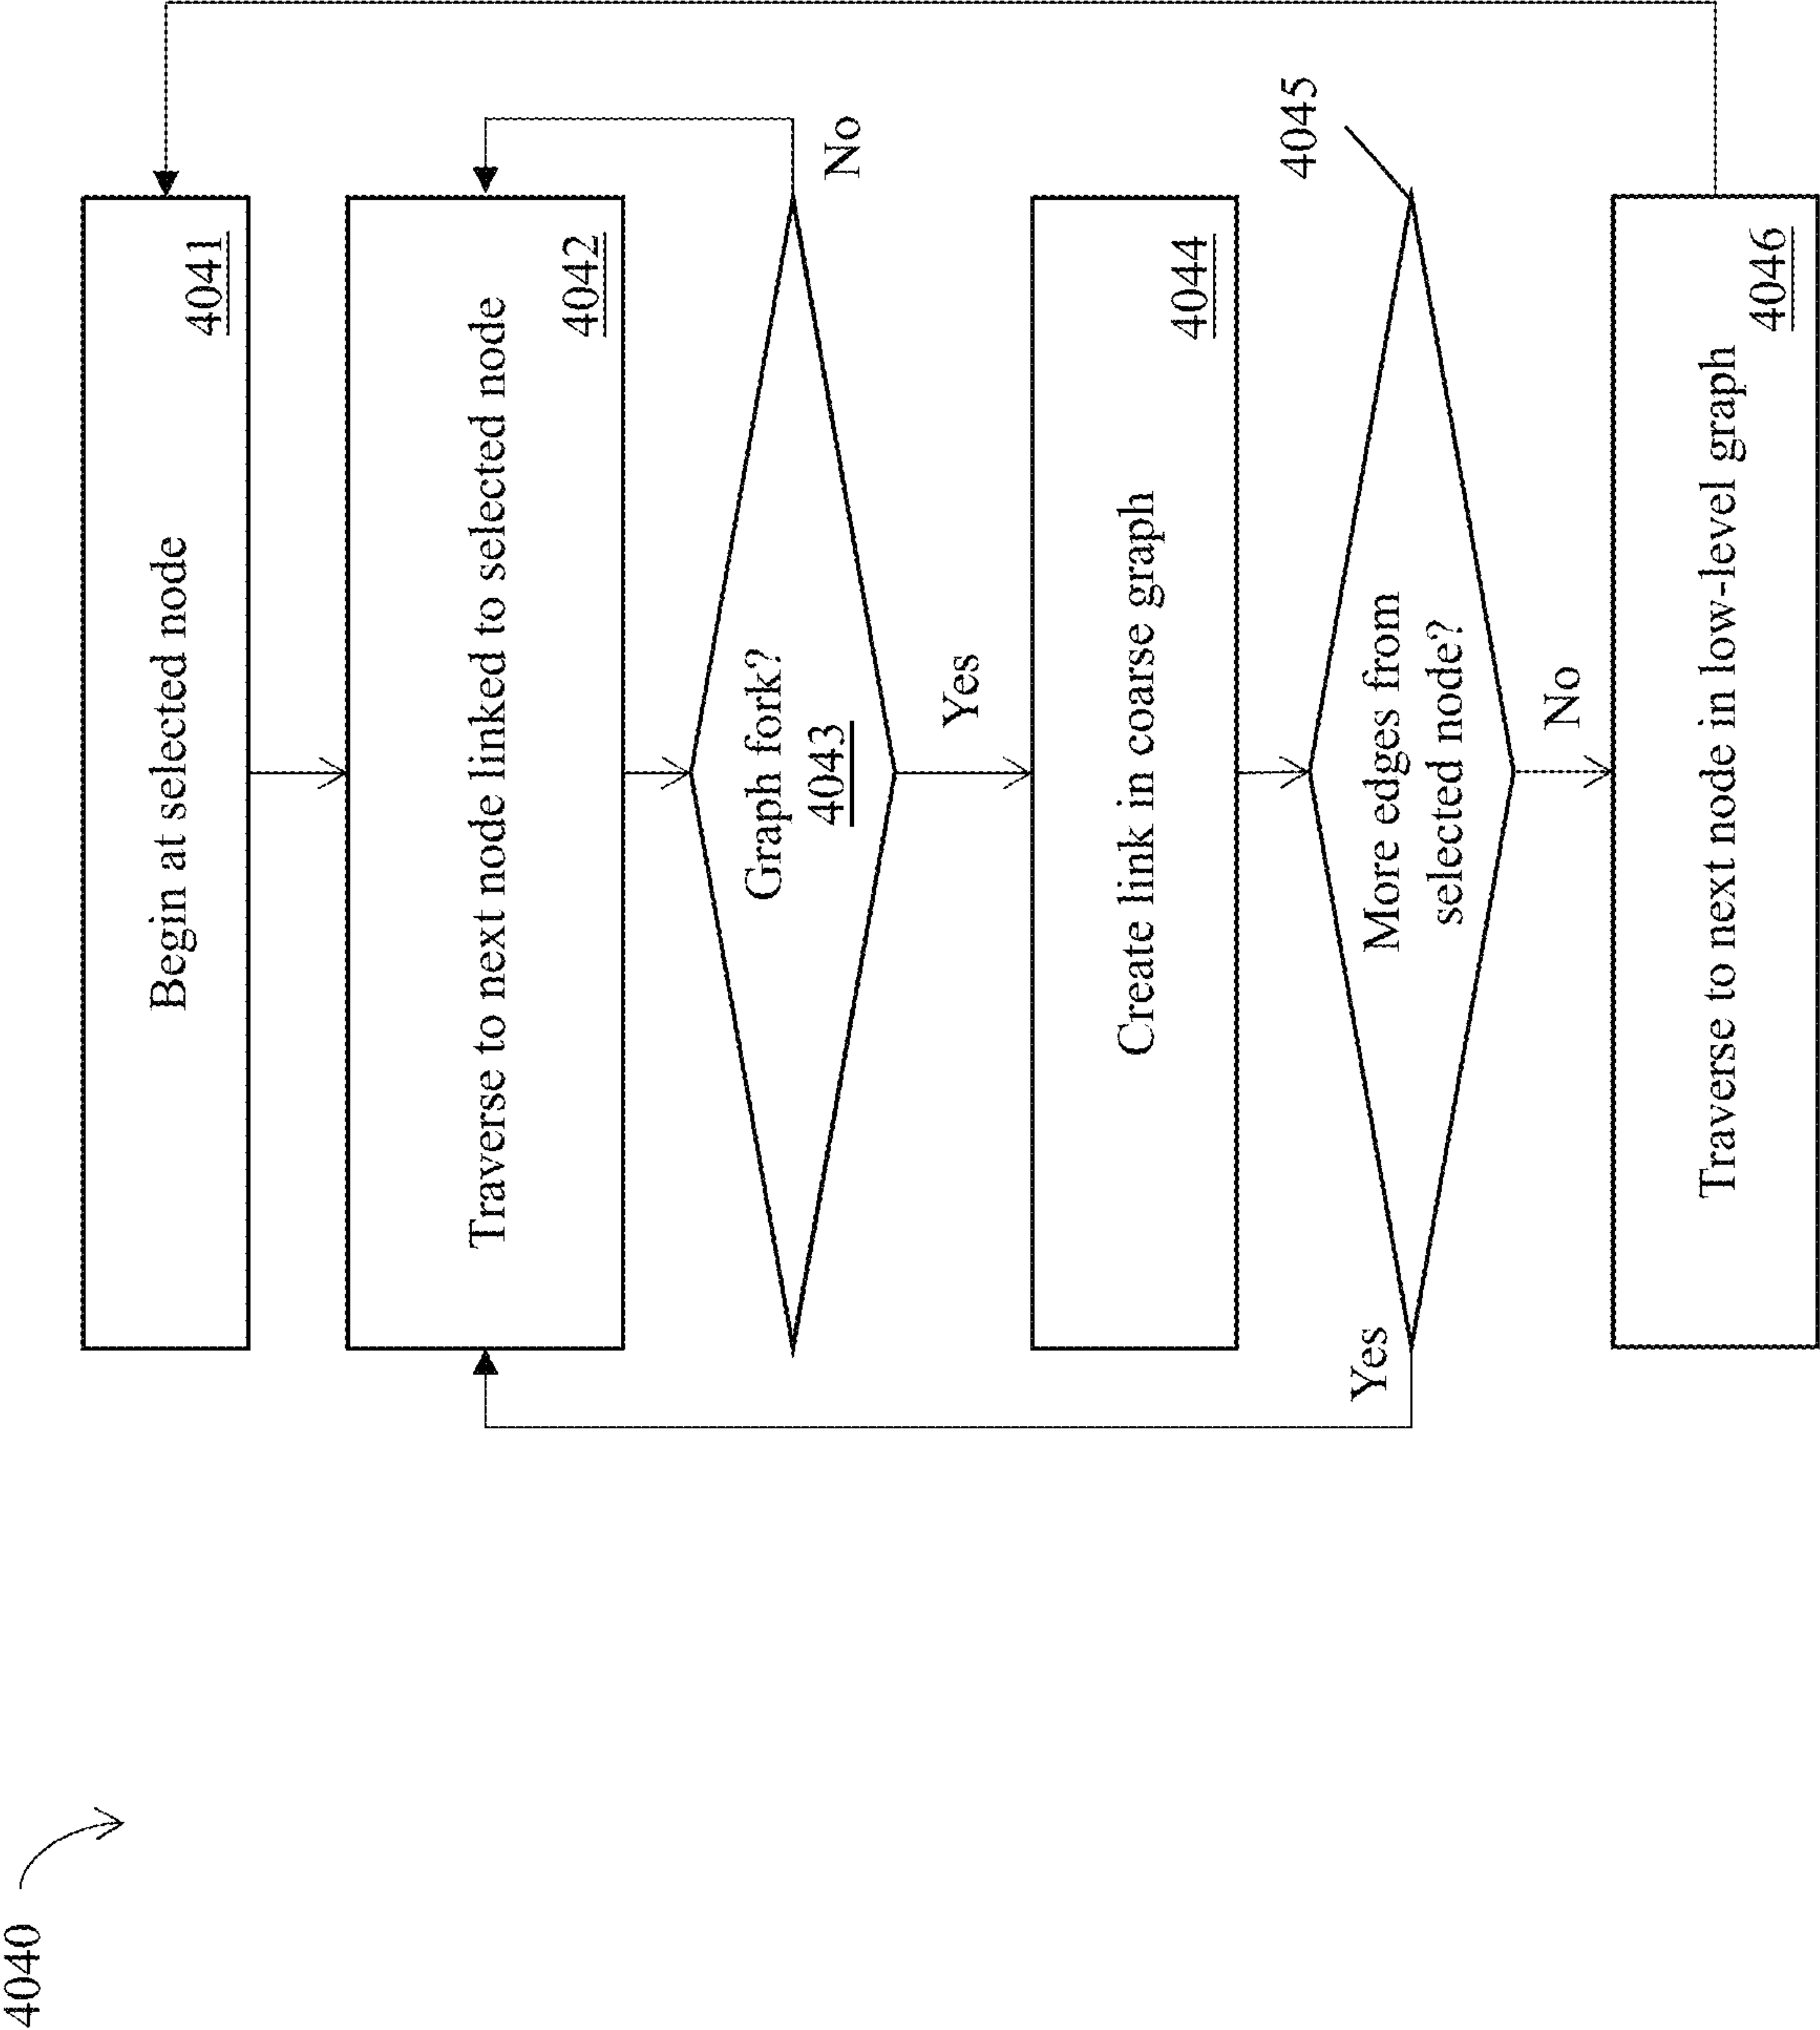 4040
Begin at selected node
4041
Traverse to next node linked to selected node
4042
Graph fork?
4043
No
Yes
Create link in coarse graph
4044
4045
More edges from
selected node?
Yes
No
Traverse to next node in low-level graph
4046